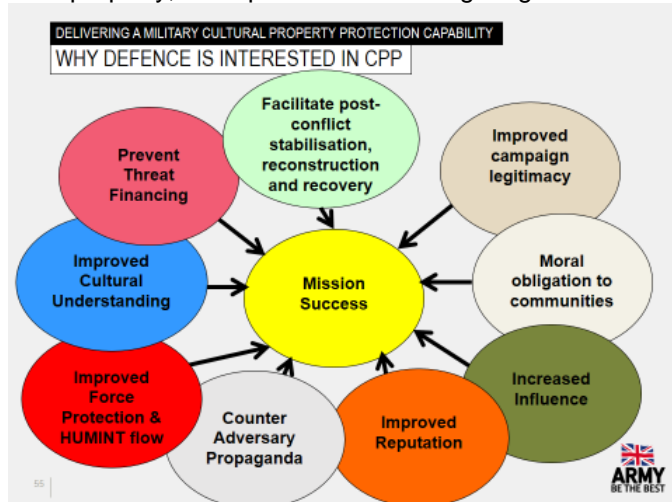 DELIVERING A MILITARY CULTURAL PROPERTY PROTECTION CAPABILITY
WHY DEFENCE IS INTERESTED IN CPP
Facilitate post-
conflict
stabilisation,
reconstruction
and recovery
Prevent
Threat
Financing
Improved
campaign
legitimacy
Improved
Cultural
Understanding
Mission
Success
Moral
obligation to
communities
Improved
Force
Protection &
HUMINT flow
Counter
Adversary
Propaganda
Improved
Reputation
Increased
Influence
55
ARMY
BE THE BEST